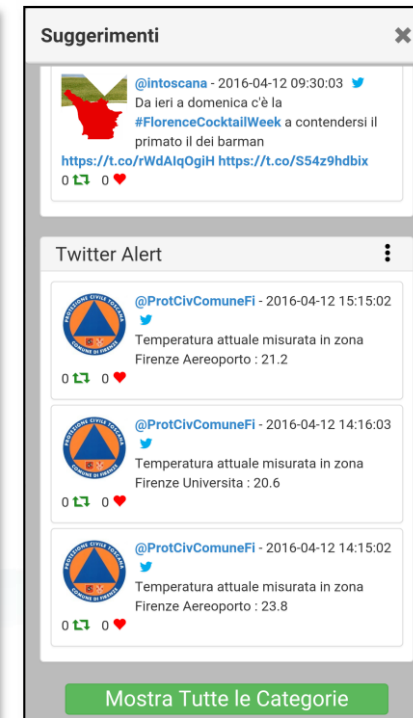 Suggerimenti
@intoscana - 2016-04-12 09:30:03
Da ieri a domenica c'è la
#FlorenceCocktailWeek a contendersi il
primato il dei barman
https://t.co/rWdAlqOgiH https://t.co/S54z9hdbix
0 0
Twitter Alert
@ProtCivComuneFi - 2016-04-12 15:15:02
Temperatura attuale misurata in zona
Firenze Aereoporto : 21.2
0 0
@ProtCivComuneFi - 2016-04-12 14:16:03
Temperatura attuale misurata in zona
Firenze Universita : 20.6
0 0
@ProtCivComuneFi - 2016-04-12 14:15:02
Temperatura attuale misurata in zona
Firenze Aereoporto : 23.8
0 0
Mostra Tutte le Categorie